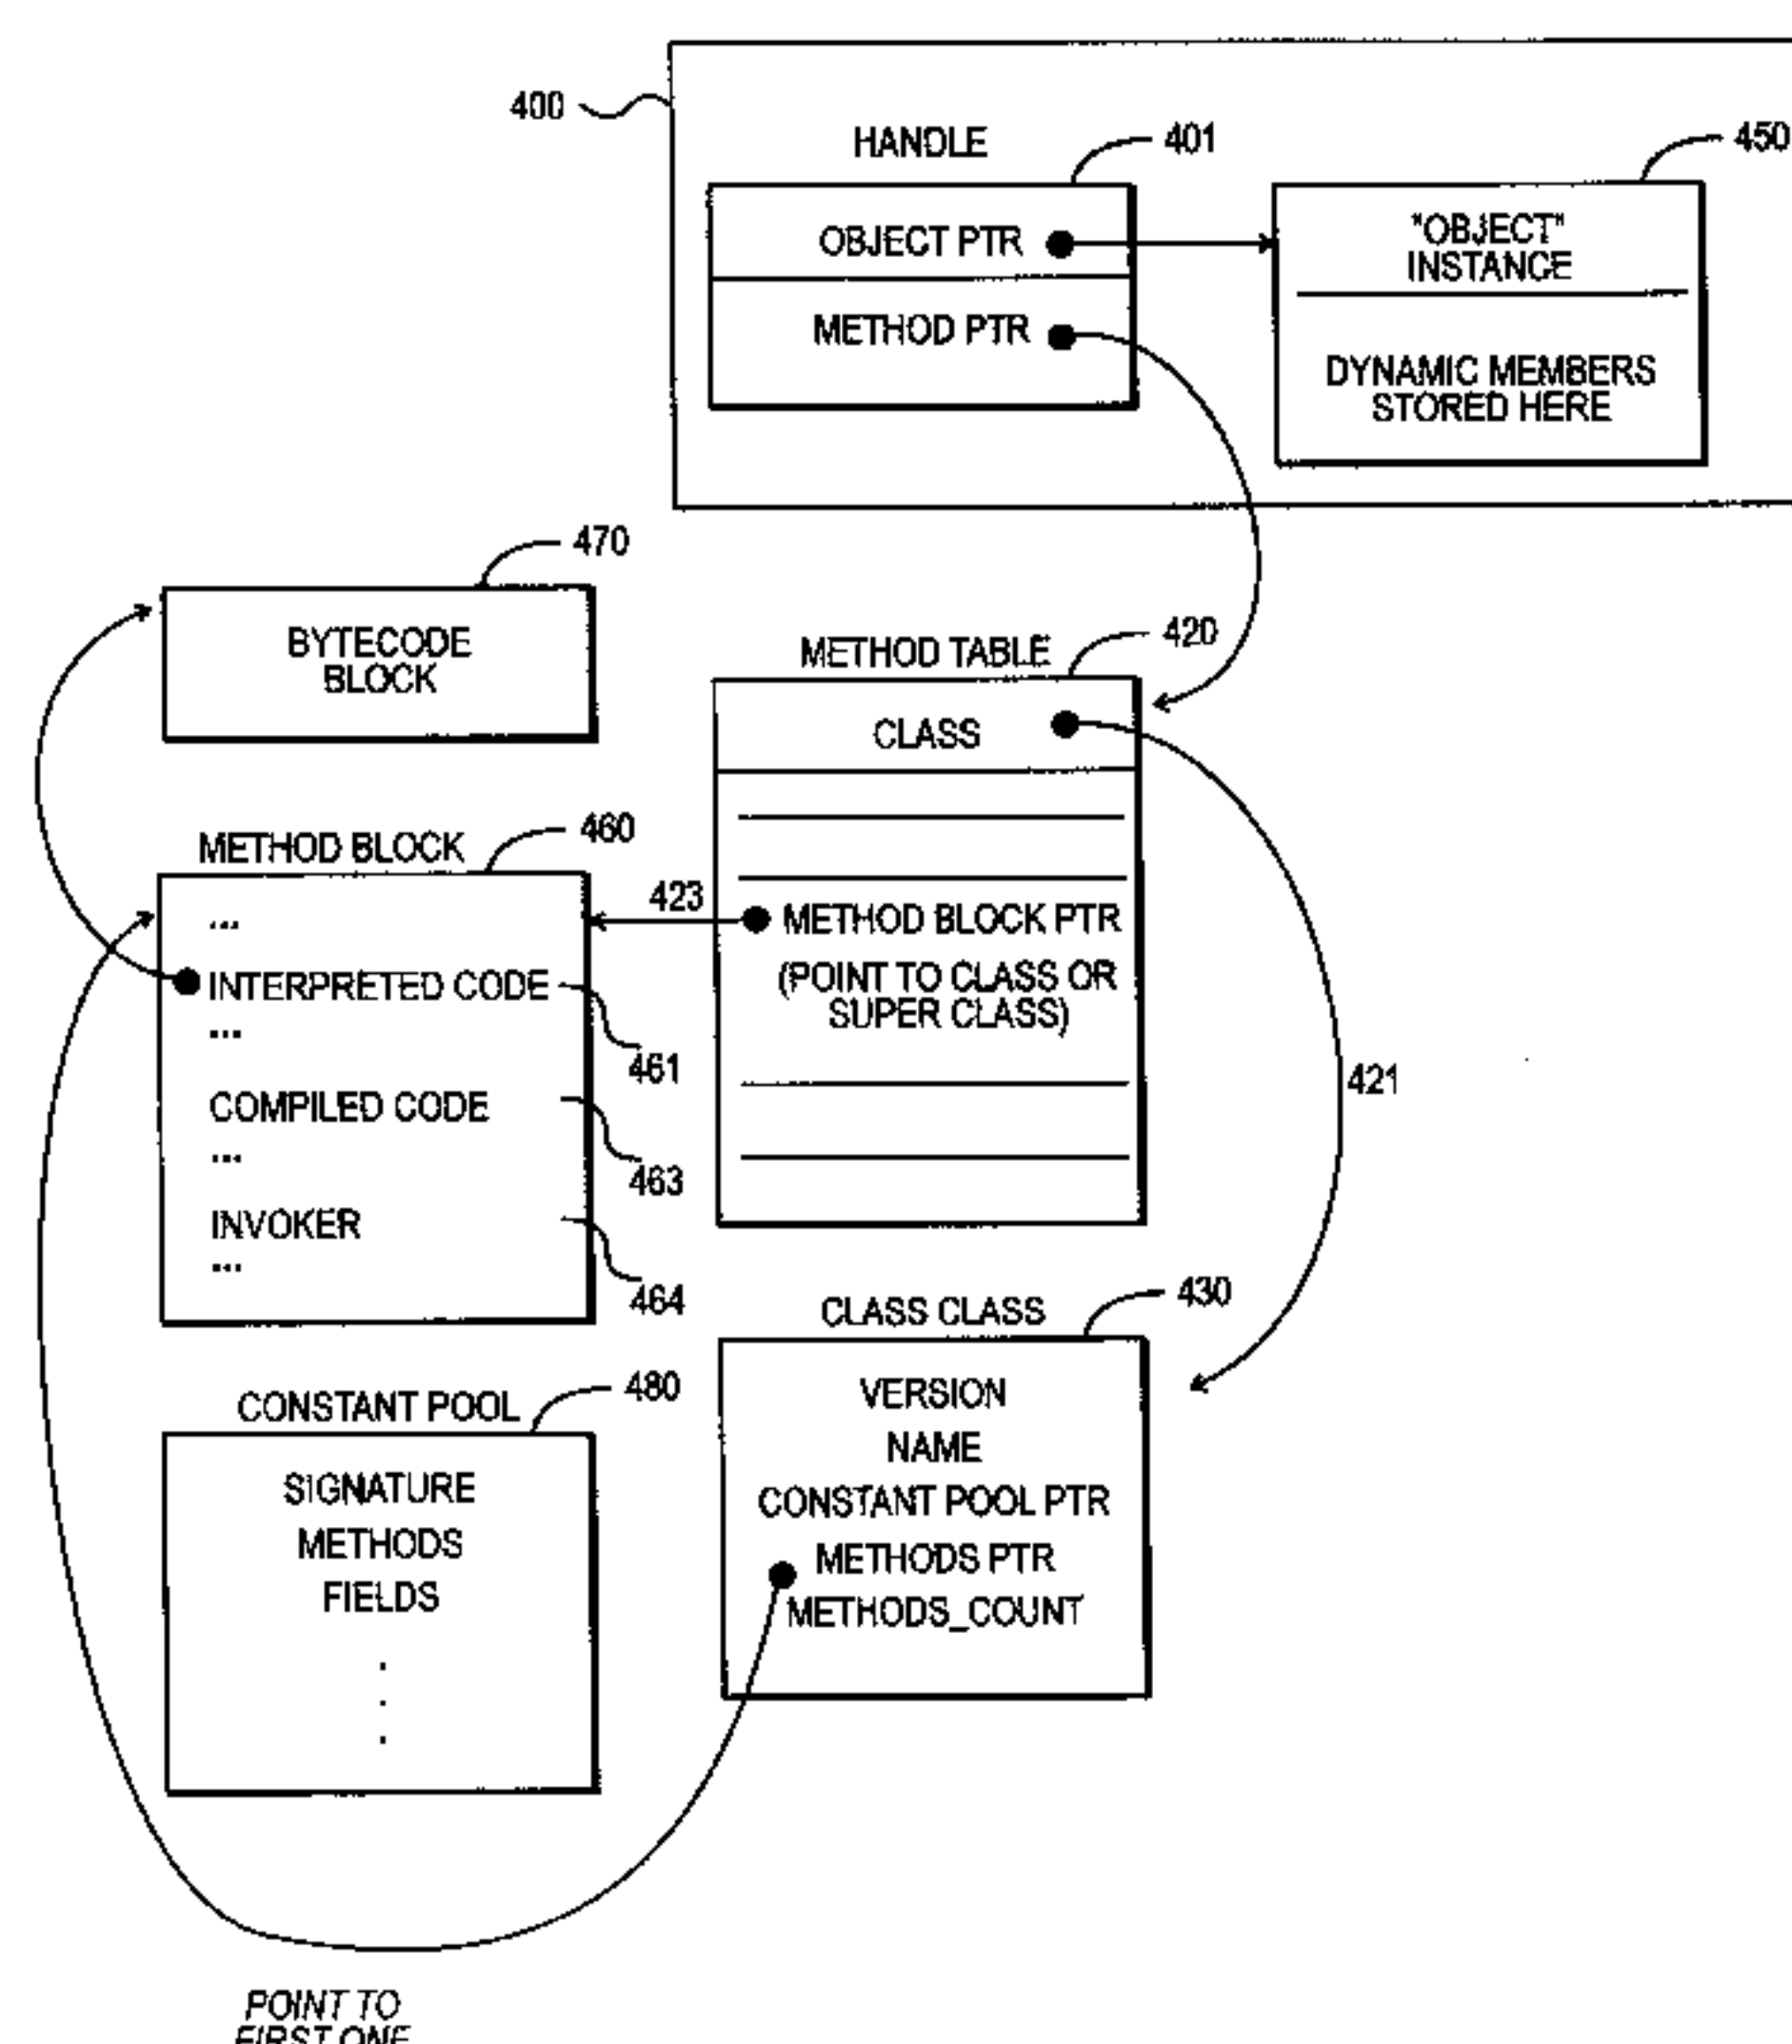 400
HANDLE
401
450
OBJECT PTR
METHOD PTR
"OBJECT"
INSTANCE
DYNAMIC MEMBERS
STORED HERE
470
BYTECODE
BLOCK
METHOD TABLE
420
CLASS
METHOD BLOCK PTR
(POINT TO CLASS OR
SUPER CLASS)
423
421
METHOD BLOCK
460
...
INTERPRETED CODE
...
461
COMPILED CODE
...
463
INVOKER
...
464
CLASS CLASS
430
VERSION
NAME
CONSTANT POOL PTR
METHODS PTR
METHODS_COUNT
CONSTANT POOL
480
SIGNATURE
METHODS
FIELDS
.
.
.
POINT TO
FIRST ONE